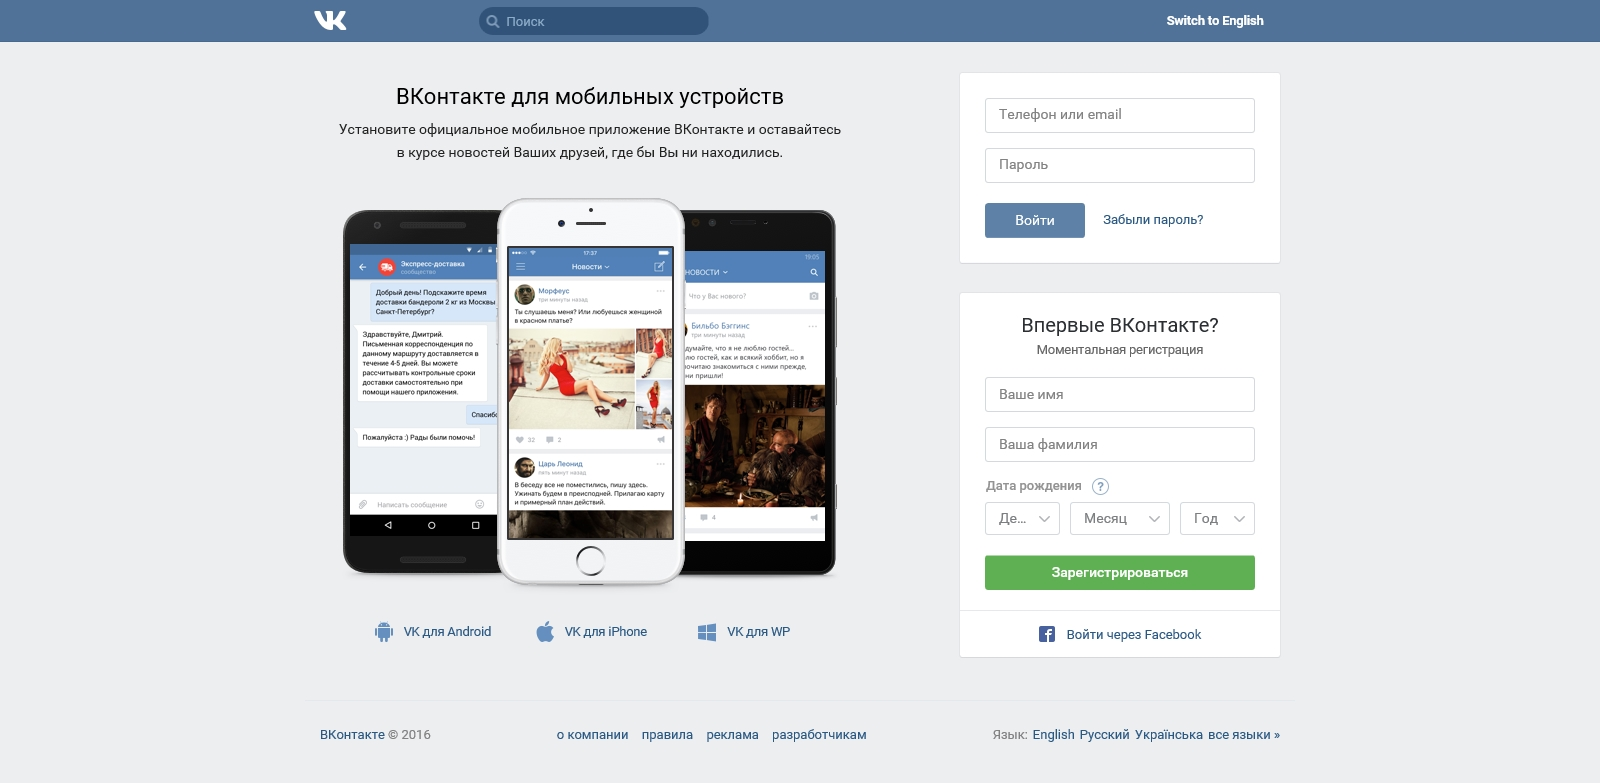 VK
Поиск
Switch to English
ВКонтакте для мобильных устройств
Установите официальное мобильное приложение ВКонтакте и оставайтесь
в курсе новостей Ваших друзей, где бы Вы ни находились.
Экспресс-доставка
сообщество
Добрый день! Подскажите время
доставки бандероли 2 кг из Москвы
Санкт-Петербург?
Здравствуйте, Дмитрий.
Письменная корреспонденция по
данному маршруту доставляется в
течение 4-5 дней. Вы можете
рассчитывать контрольные сроки
доставки самостоятельно при
помощи нашего приложения.
Спасибо
Пожалуйста :) Рады были помочь!
Написать сообщение
17:37
Новости
Морфеус
три минуты назад
Ты слушаешь меня? Или любуешься женщиной
в красном платье?
32
2
Царь Леонид
пять минут назад
В беседу все не поместились, пишу здесь.
Ужинать будем в преисподней. Прилагаю карту
и примерный план действий.
19:05
НОВОСТИ
Что у Вас нового?
Бильбо Бэггинс
три минуты назад
думайте, что я не люблю гостей...
лю гостей, как и всякий хоббит, но я
очитаю знакомиться с ними прежде,
ни пришли!
4
VK для Android
VK для iPhone
VK для WP
Телефон или email
Пароль
Войти
Забыли пароль?
Впервые ВКонтакте?
Моментальная регистрация
Ваше имя
Ваша фамилия
Дата рождения ?
Де...
Месяц
Год
Зарегистрироваться
Войти через Facebook
ВКонтакте © 2016
о компании правила реклама разработчикам
Язык: English Русский Українська все языки »